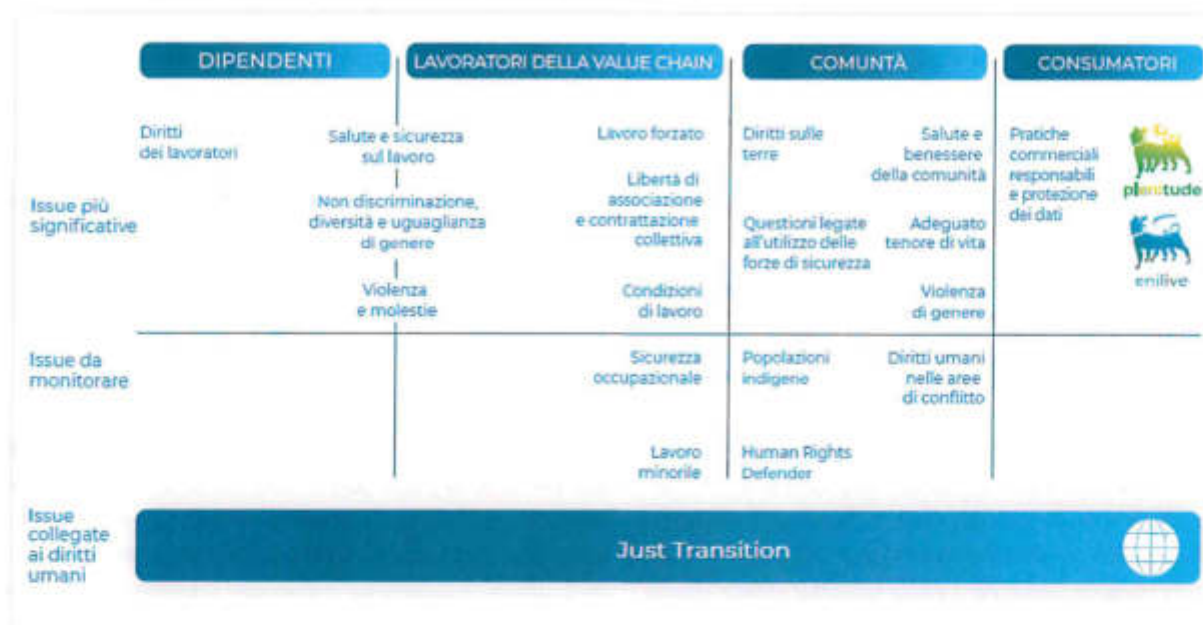 DIPENDENTI
LAVORATORI DELLA VALUE CHAIN
COMUNTÀ
CONSUMATORI
Issue più
significative
Diritti
dei lavoratori
Salute e sicurezza
sul lavoro
Non discriminazione,
diversità e uguaglianza
di genere
Violenza
e molestie
Lavoro forzato
Libertà di
associazione
e contrattazione
collettiva
Condizioni
di lavoro
Diritti sulle
terre
Questioni legate
all'utilizzo delle
forze di sicurezza
Salute e
benessere
della comunità
Adeguato
tenore di vita
Violenza
di genere
Pratiche
commerciali
responsabili
e protezione
dei dati
plenitude
enilive
Issue da
monitorare
Sicurezza
occupazionale
Lavoro
minorile
Popolazioni
indigene
Human Rights
Defender
Diritti umani
nelle aree
di conflitto
Issue
collegate
ai diritti
umani
Just Transition